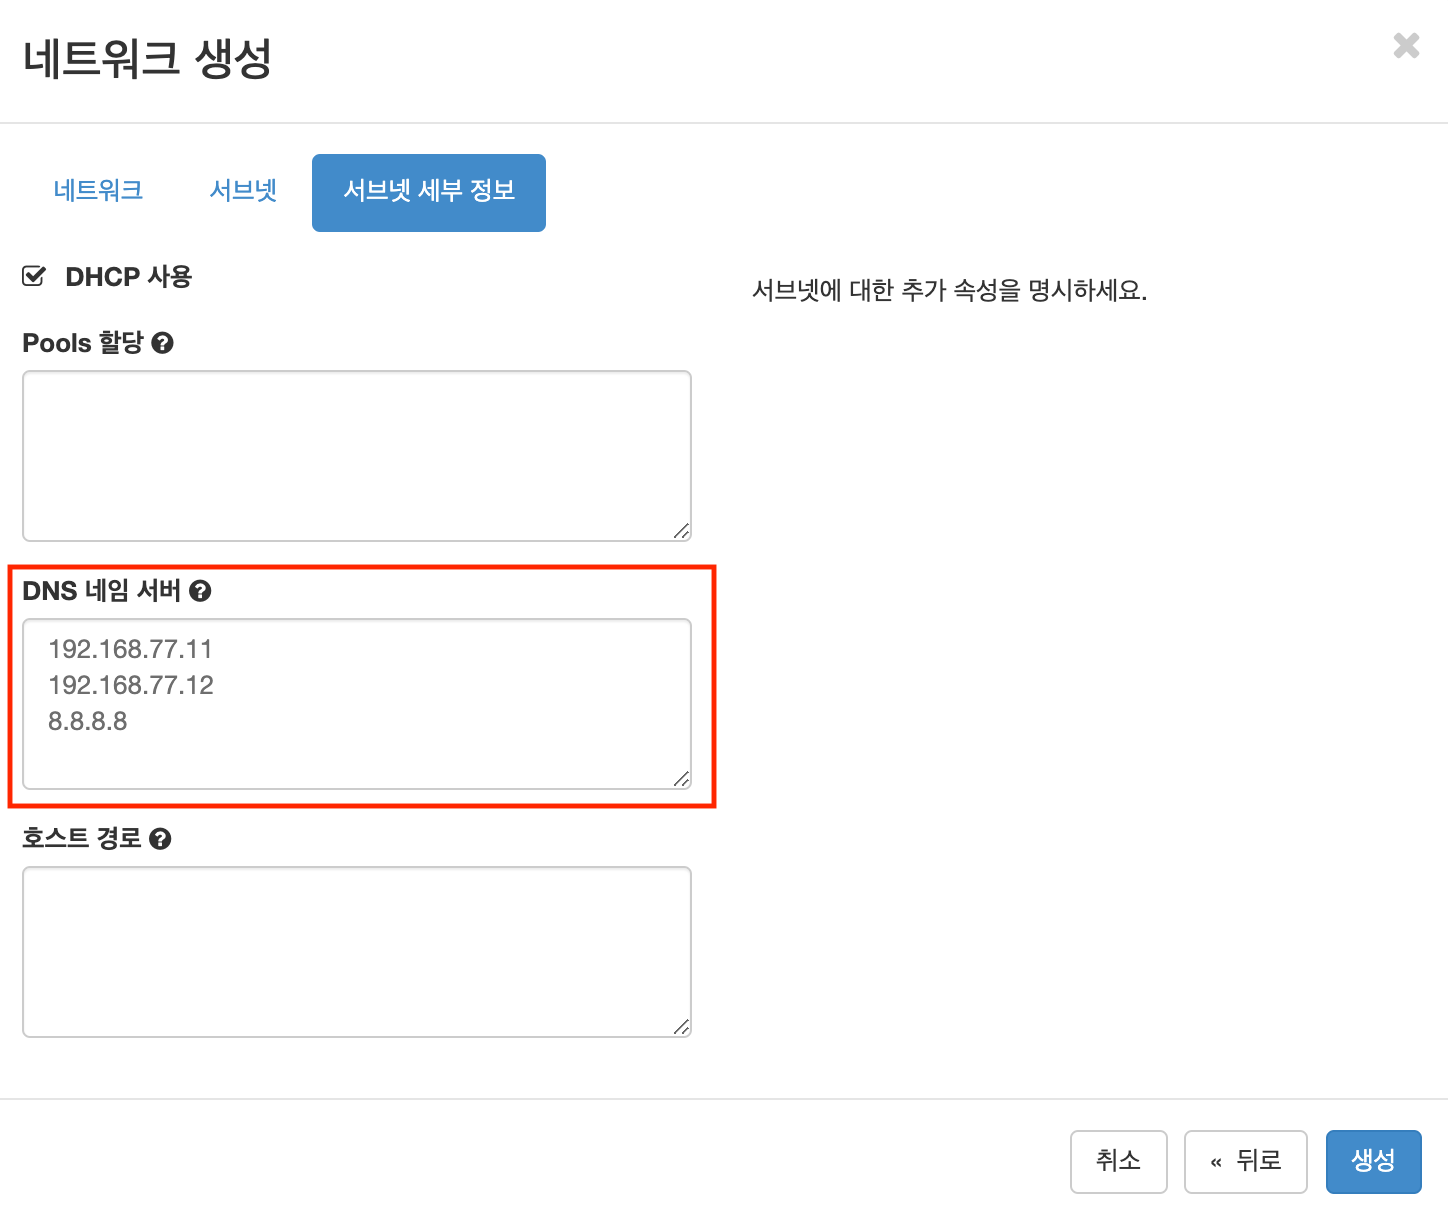 네트워크 생성
네트워크
서브넷
서브넷 세부 정보
DHCP 사용
서브넷에 대한 추가 속성을 명시하세요.
Pools 할당
DNS 네임 서버
192.168.77.11
192.168.77.12
8.8.8.8
호스트 경로
취소
« 뒤로
생성